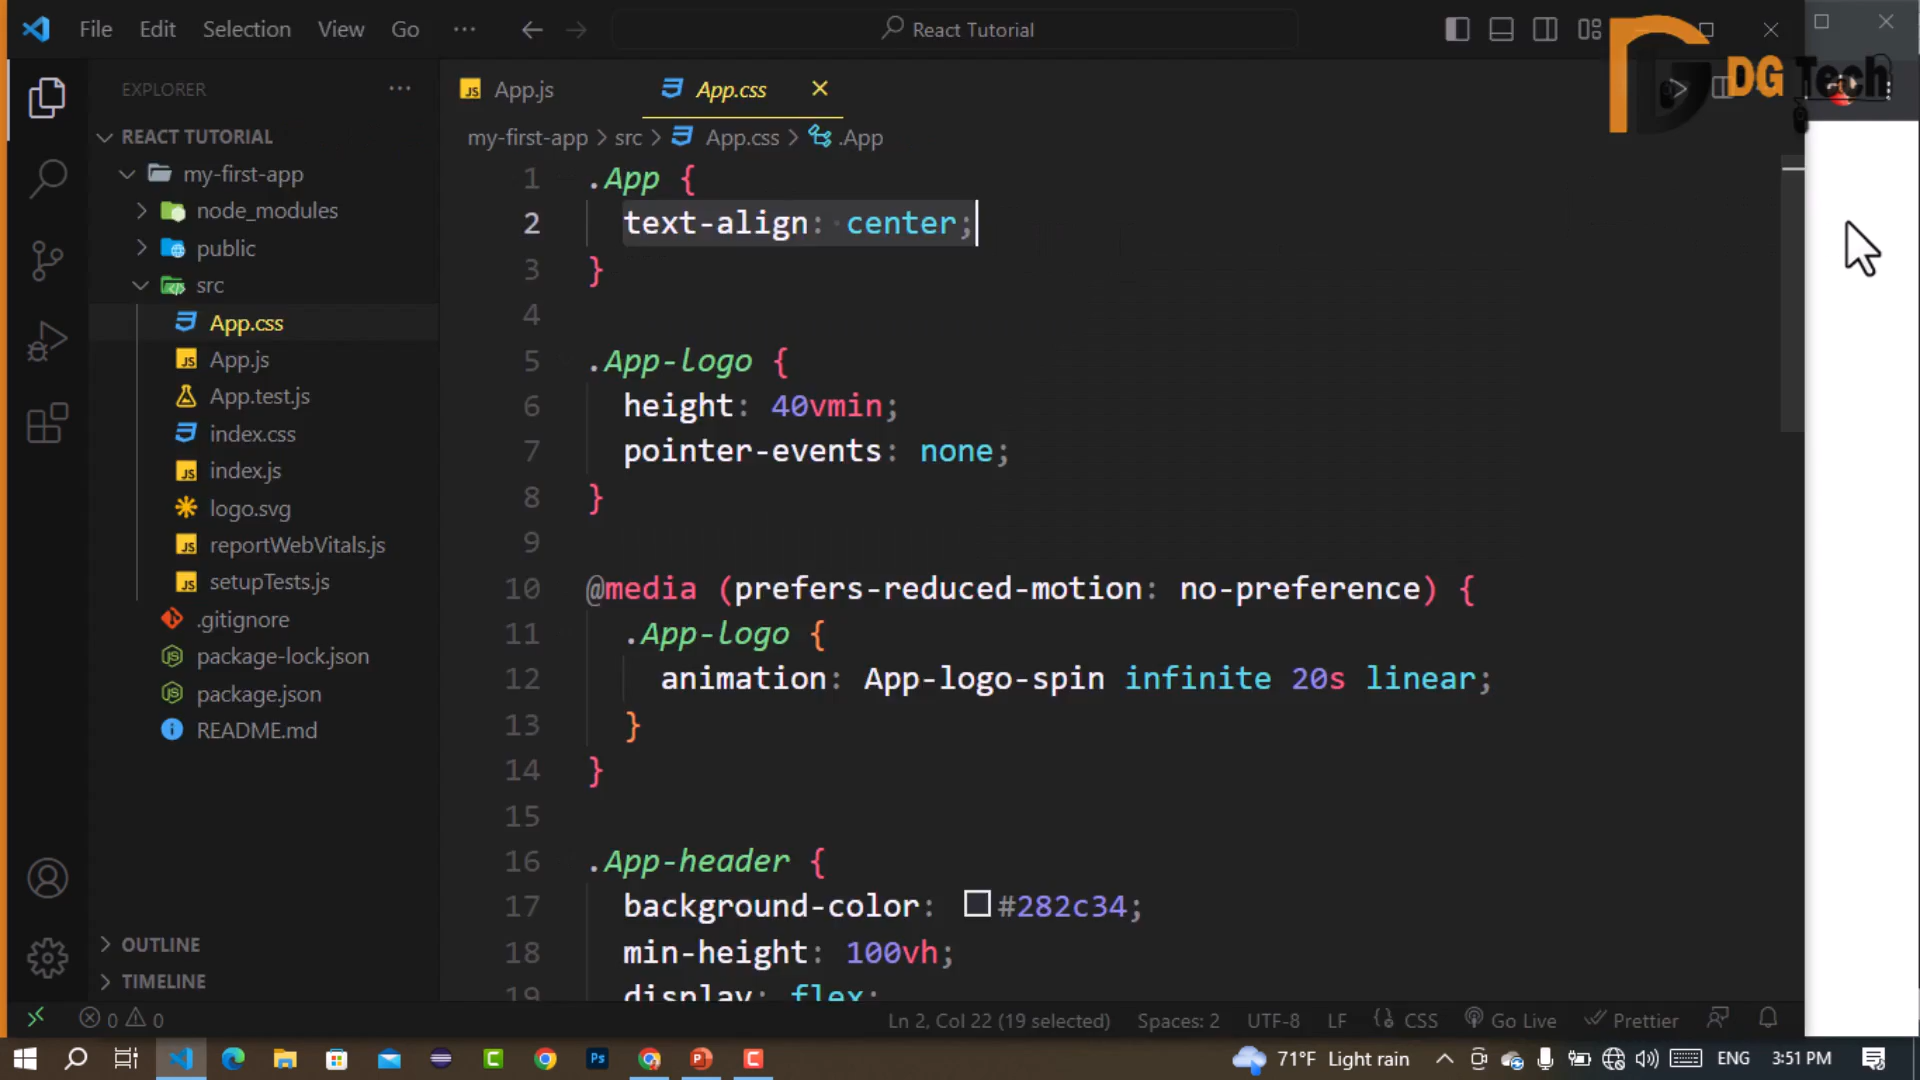 File Edit Selection View Go ··· React Tutorial
DG Tech
EXPLORER ···
App.js App.css
REACT TUTORIAL
my-first-app > src > App.css > .App
my-first-app
node_modules
public
src
App.css
App.js
App.test.js
index.css
index.js
logo.svg
reportWebVitals.js
setupTests.js
.gitignore
package-lock.json
package.json
README.md
OUTLINE
TIMELINE
1 .App {
2 text-align: center;
3 }
4
5 .App-logo {
6 height: 40vmin;
7 pointer-events: none;
8 }
9
10 @media (prefers-reduced-motion: no-preference) {
11 .App-logo {
12 animation: App-logo-spin infinite 20s linear;
13 }
14 }
15
16 .App-header {
17 background-color: #282c34;
18 min-height: 100vh;
19 display: flex;
0 0 Ln 2, Col 22 (19 selected) Spaces: 2 UTF-8 LF {} CSS Go Live Prettier
71°F Light rain ENG 3:51 PM